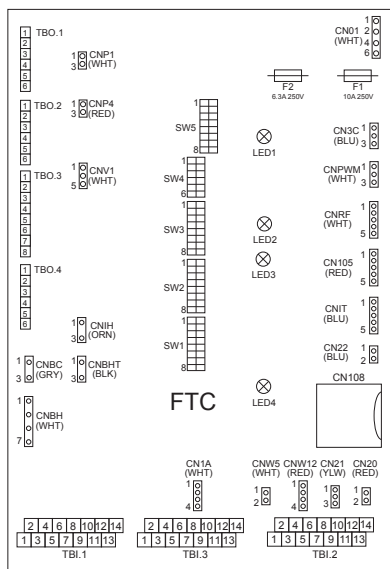 TBO.1
1
2
3
4
5
6
CNP1
(WHT)
1
3
CN01
(WHT)
1
2
4
6
F2
6.3A 250V
F1
10A 250V
TBO.2
1
2
3
4
5
6
CNP4
(RED)
1
3
SW5
1
8
LED1
CN3C
(BLU)
1
3
TBO.3
1
2
3
4
5
6
7
8
CNV1
(WHT)
1
5
SW4
1
6
CNPWM
(WHT)
1
3
SW3
1
8
LED2
CNRF
(WHT)
1
5
TBO.4
1
2
3
4
5
6
SW2
1
8
LED3
CN105
(RED)
1
5
CNIH
(ORN)
1
3
SW1
1
8
CNIT
(BLU)
1
5
CNBC
(GRY)
1
3
CNBHT
(BLK)
1
3
CN22
(BLU)
1
2
CNBH
(WHT)
1
7
FTC
LED4
CN108
CN1A
(WHT)
1
4
CNW5
(WHT)
1
2
CNW12
(RED)
1
4
CN21
(YLW)
1
3
CN20
(RED)
1
2
2 4 6 8 10 12 14
1 3 5 7 9 11 13
TBI.1
2 4 6 8 10 12 14
1 3 5 7 9 11 13
TBI.3
2 4 6 8 10 12 14
1 3 5 7 9 11 13
TBI.2